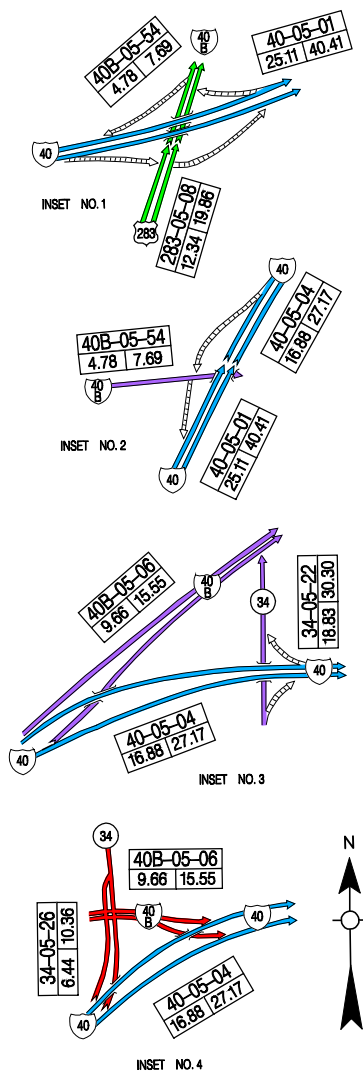 40
B
40B-05-54
4.78 7.69
40-05-01
25.11 40.41
40
INSET NO. 1
283
283-05-08
12.34 19.86
40
40B-05-54
4.78 7.69
40-05-04
16.88 27.17
40
B
INSET NO. 2
40-05-01
25.11 40.41
40
40B-05-06
9.66 15.55
40
B
34
34-05-22
18.83 30.30
40
40-05-04
16.88 27.17
40
INSET NO. 3
34
40B-05-06
9.66 15.55
N
34-05-26
6.44 10.36
40
B
40
40-05-04
16.88 27.17
40
INSET NO. 4